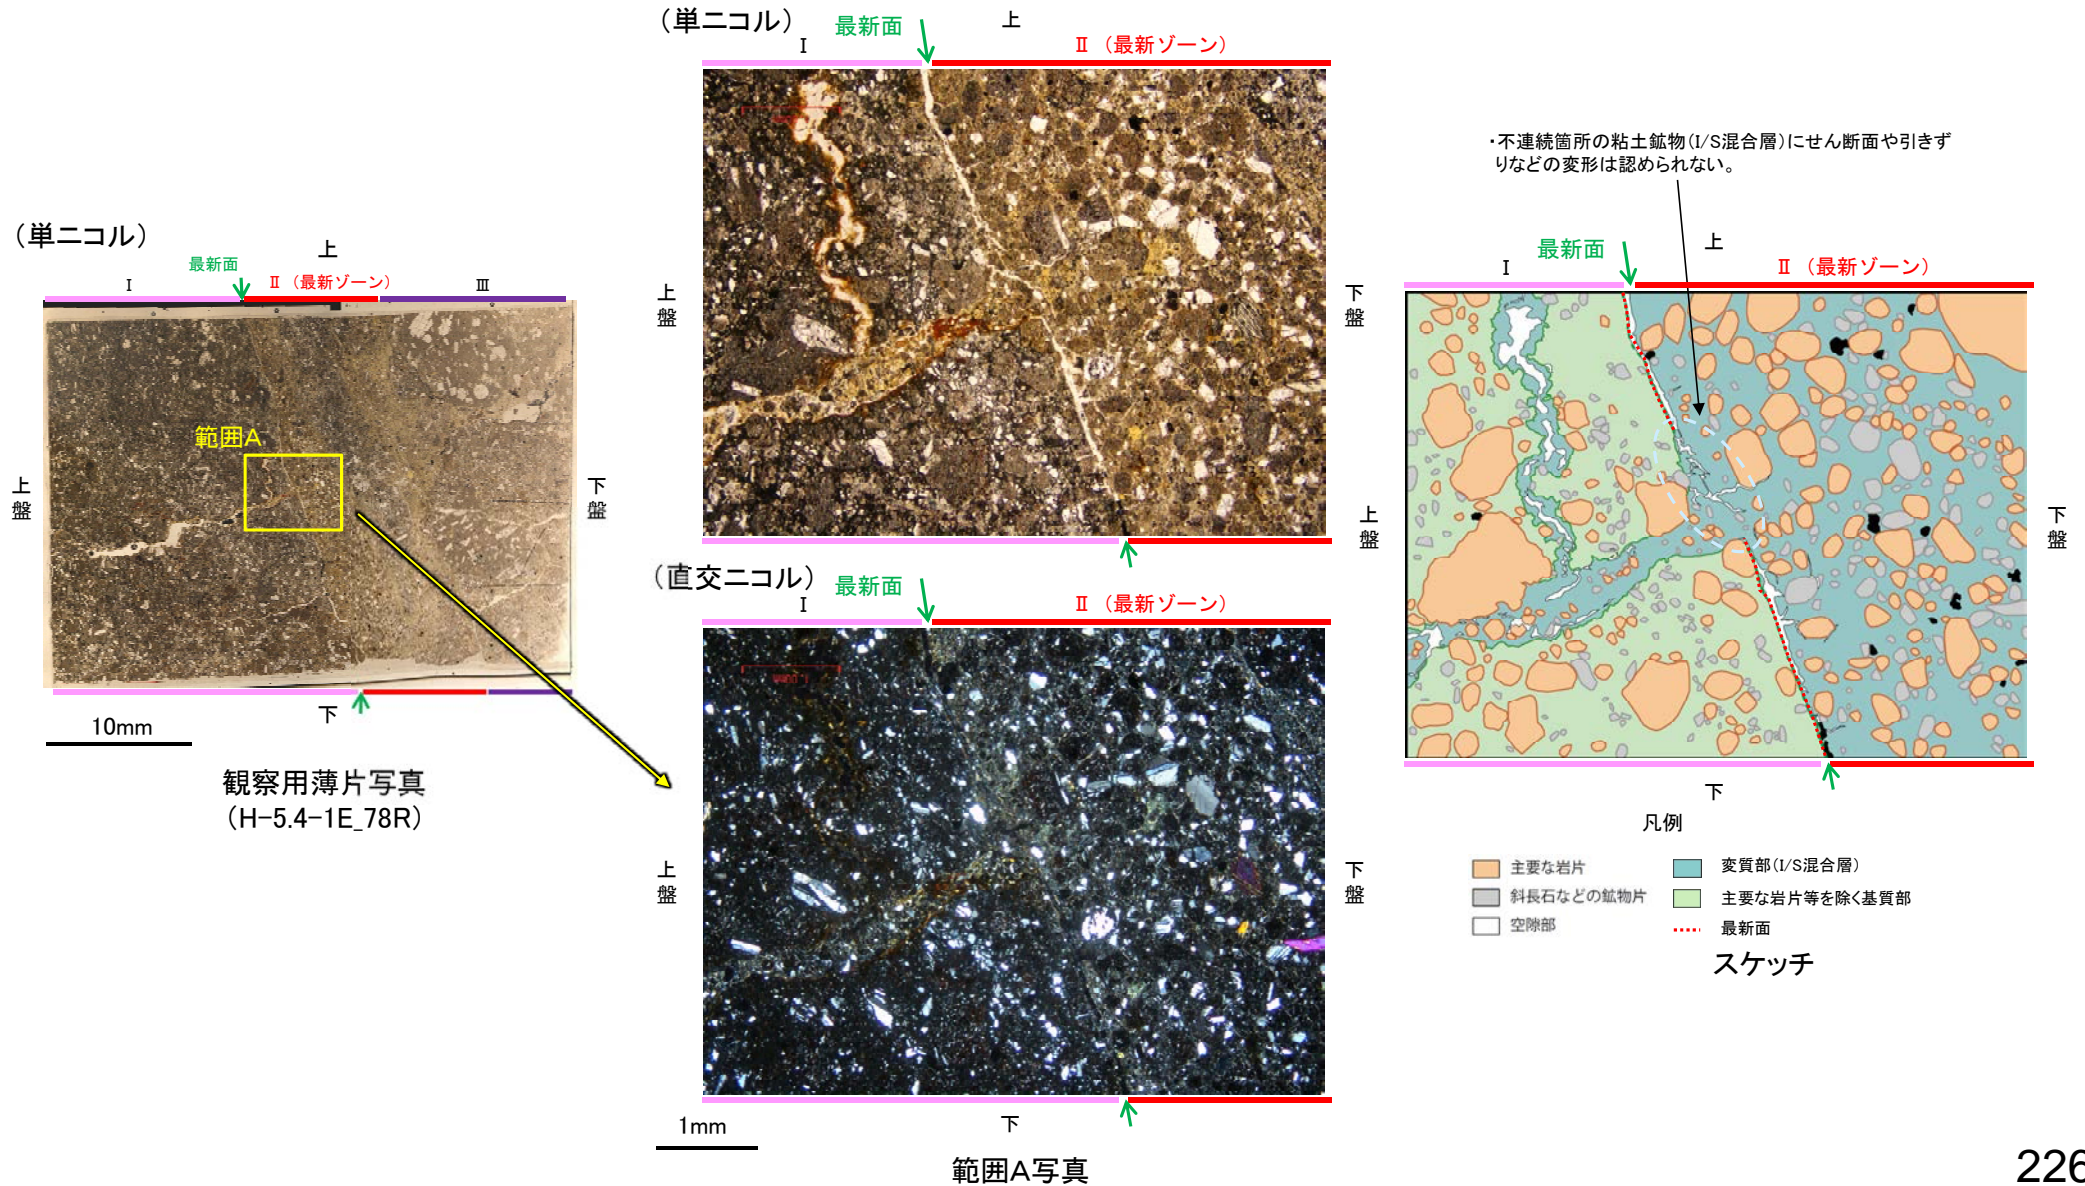 （単ニコル）
上
最新面
Ⅰ
Ⅱ（最新ゾーン）
Ⅲ
範囲A
上盤
下盤
下
10mm
観察用薄片写真
（H-5.4-1E_78R）
（単ニコル）
最新面
上
Ⅰ
Ⅱ（最新ゾーン）
上盤
下盤
（直交ニコル）
最新面
Ⅰ
Ⅱ（最新ゾーン）
上盤
下盤
1mm
下
範囲A写真
・不連続箇所の粘土鉱物（I/S混合層）にせん断面や引きず
りなどの変形は認められない。
最新面
上
Ⅰ
Ⅱ（最新ゾーン）
上盤
下盤
下
凡例
主要な岩片
斜長石などの鉱物片
空隙部
変質部（I/S混合層）
主要な岩片等を除く基質部
最新面
スケッチ
226